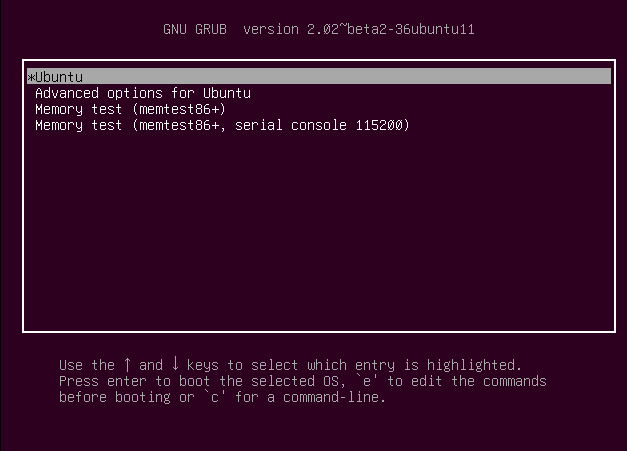 GNU GRUB  version 2.02~beta2-36ubuntu11
*Ubuntu
Advanced options for Ubuntu
Memory test (memtest86+)
Memory test (memtest86+, serial console 115200)
Use the ↑ and ↓ keys to select which entry is highlighted.
Press enter to boot the selected OS, `e' to edit the commands
before booting or `c' for a command-line.